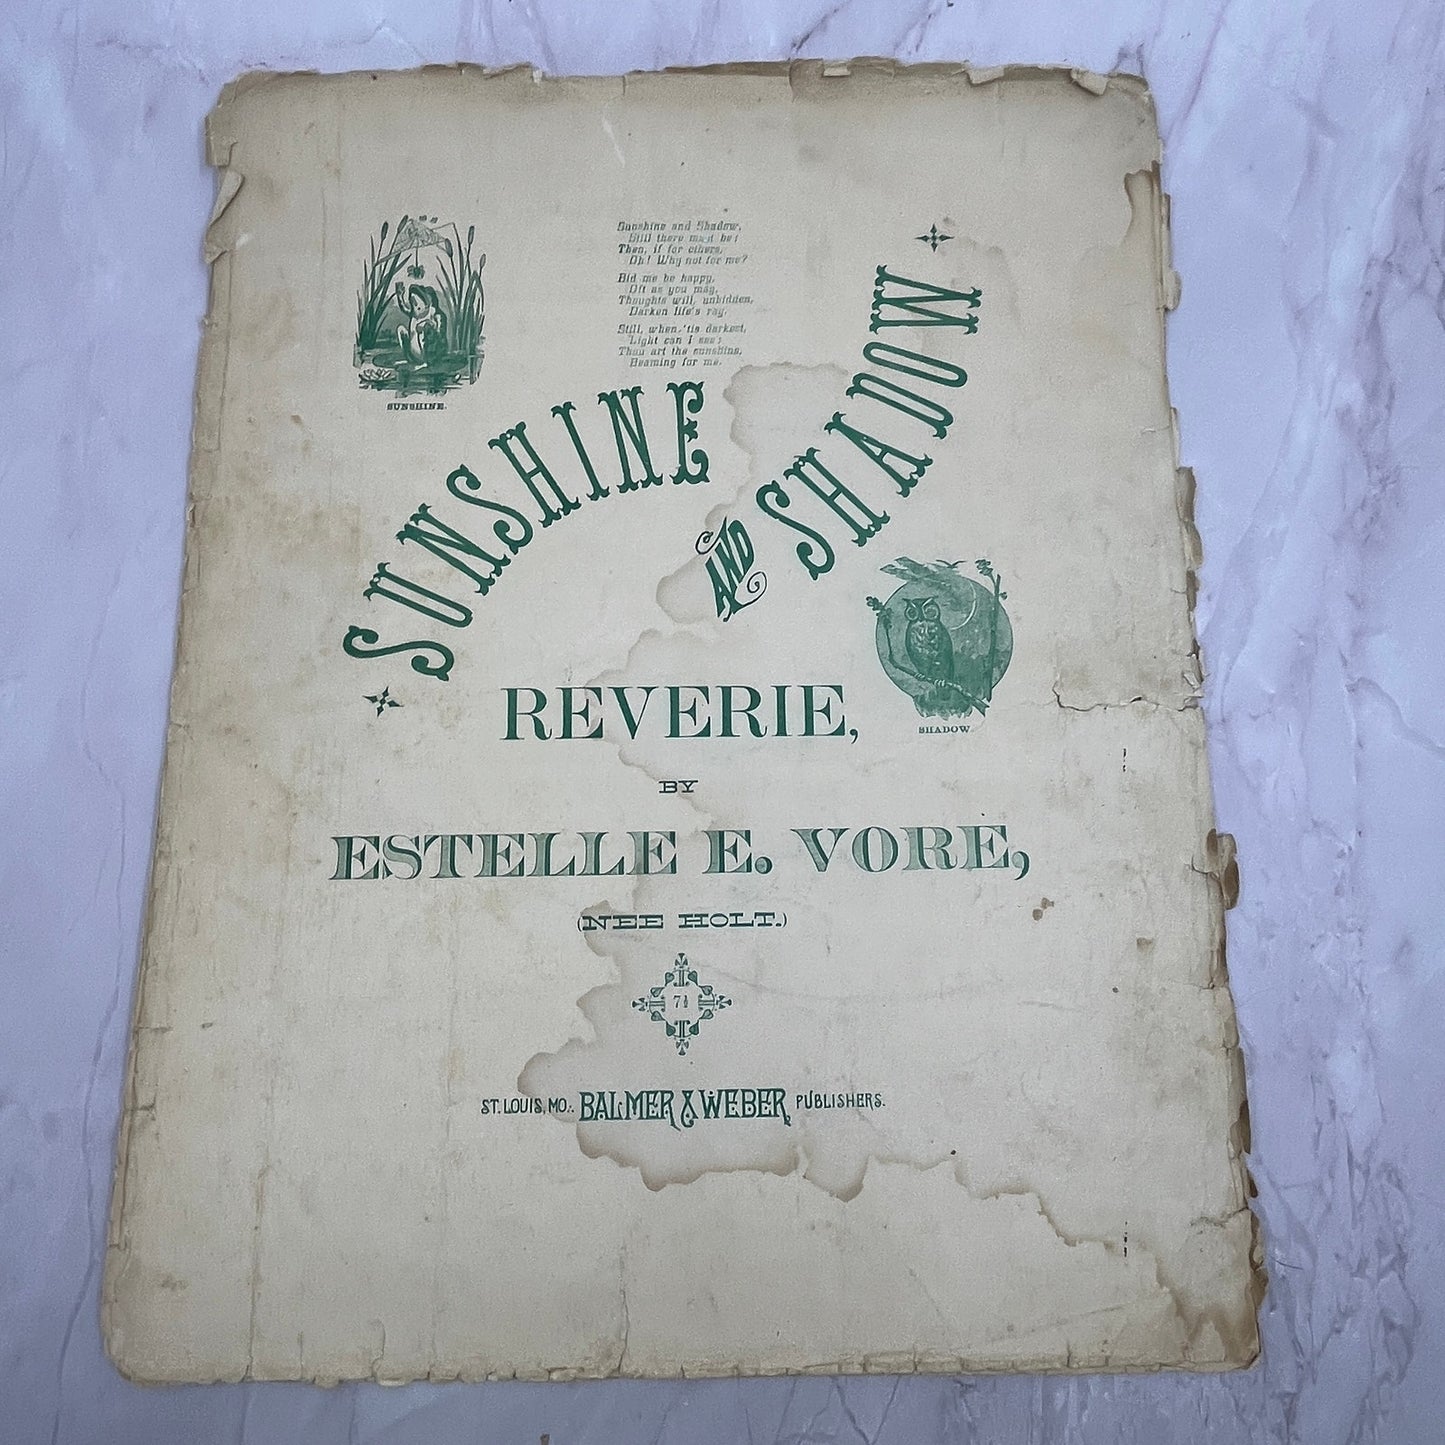 Sunshine and Shadow,
Still there must be;
Then, if for others,
Oh! Why not for me?
Bid me be happy,
Oft as you may,
Thoughts will, unbidden,
Darken life's ray.
Still, when 'tis darkest,
Light can I see;
Thou art the sunshine,
Beaming for me.
SUNSHINE.
SUNSHINE
AND
SHADOW
SHADOW.
REVERIE,
BY
ESTELLE E. VORE,
(NEE HOLT.)
7½
ST. LOUIS, MO.: BALMER & WEBER, PUBLISHERS.